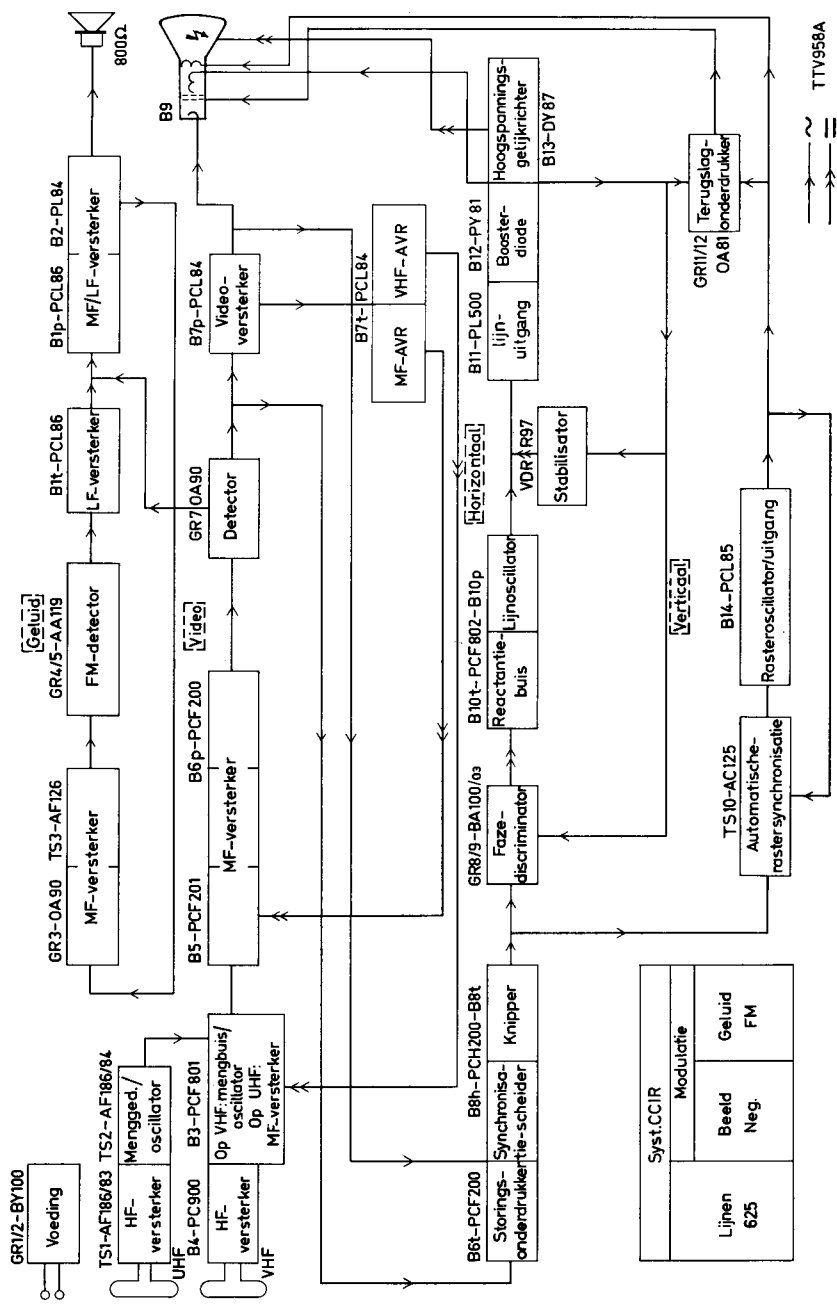 GR1/2-BY100
Voeding
TS1-AF186/83
TS2-AF186/84
HF-
versterker
Mengged./
oscillator
UHF
B4-PC900
B3-PCF801
HF-
versterker
Op VHF:mengbuis/
oscillator
Op UHF:
MF-versterker
VHF
GR3-OA90
TS3-AF126
MF-versterker
Geluid
GR4/5-AA119
FM-detector
B1t-PCL86
LF-versterker
B1p-PCL86
B2-PL84
MF/LF-versterker
800Ω
B5-PCF201
B6p-PCF200
MF-versterker
Video
GR7/OA90
Detector
B7p-PCL84
Video-
versterker
B9
B7t-PCL84
MF-AVR
VHF-AVR
B6t-PCF200
B8h-PCH200-B8t
Storings-
onderdrukker
Synchronisa-
tie-scheider
Knipper
GR8/9-BA100/03
Faze-
discriminator
B10t-PCF802-B10p
Reactantie-
buis
Lijnoscillator
Horizontaal
VDR
R97
Stabilisator
B11-PL500
B12-PY81
lijn-
uitgang
Booster-
diode
Hoogspannings-
gelijkrichter
B13-DY87
Verticaal
TS10-AC125
Automatische-
rastersynchronisatie
B14-PCL85
Rasteroscillator/uitgang
GR11/12
OA81
Terugslag-
onderdrukker
Syst.CCIR
Lijnen
625
Modulatie
Beeld
Neg.
Geluid
FM
~
=
TTV958A